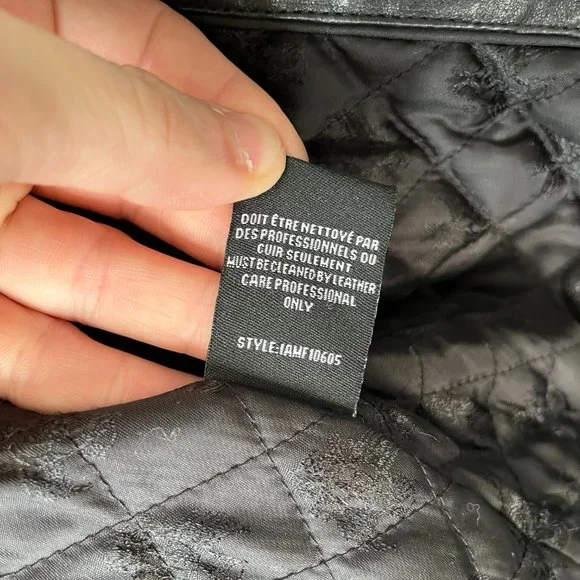 DOIT ÊTRE NETTOYÉ PAR
DES PROFESSIONNELS DU
CUIR SEULEMENT
MUST BE CLEANED BY LEATHER
CARE PROFESSIONAL
ONLY
STYLE:IAMF10605